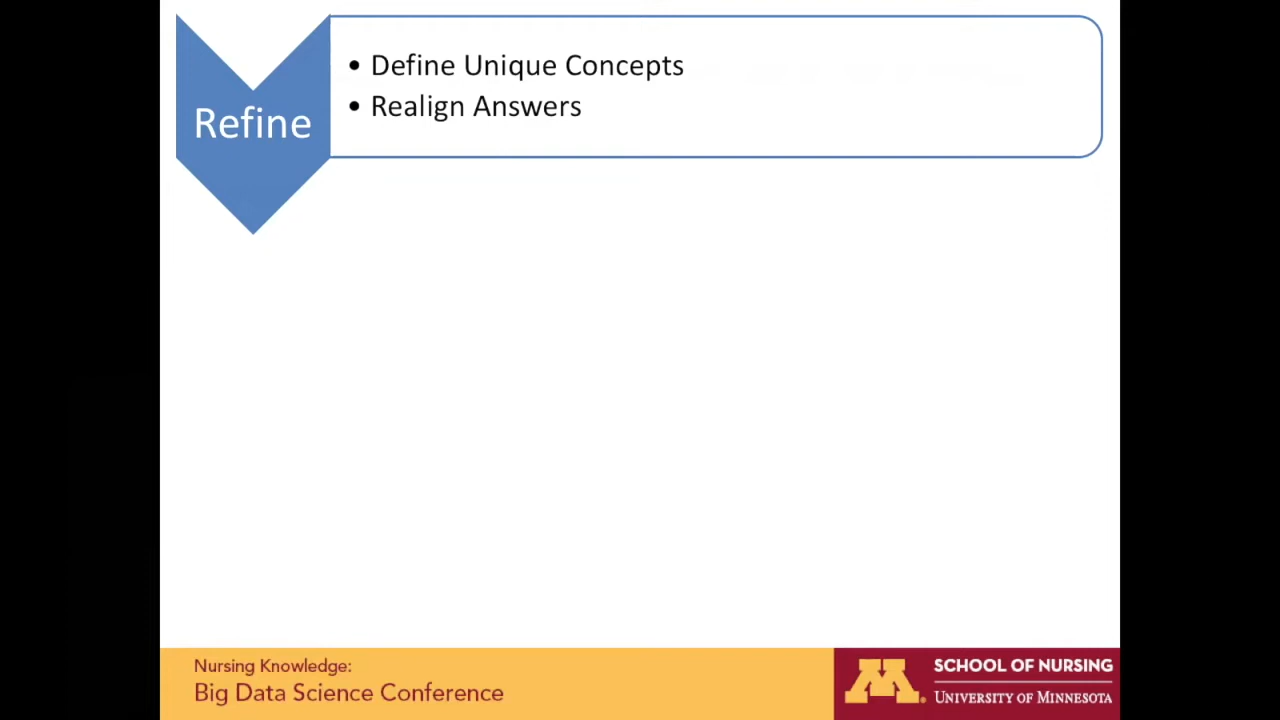 Refine
• Define Unique Concepts
• Realign Answers
Nursing Knowledge:
Big Data Science Conference
M
SCHOOL OF NURSING
UNIVERSITY OF MINNESOTA